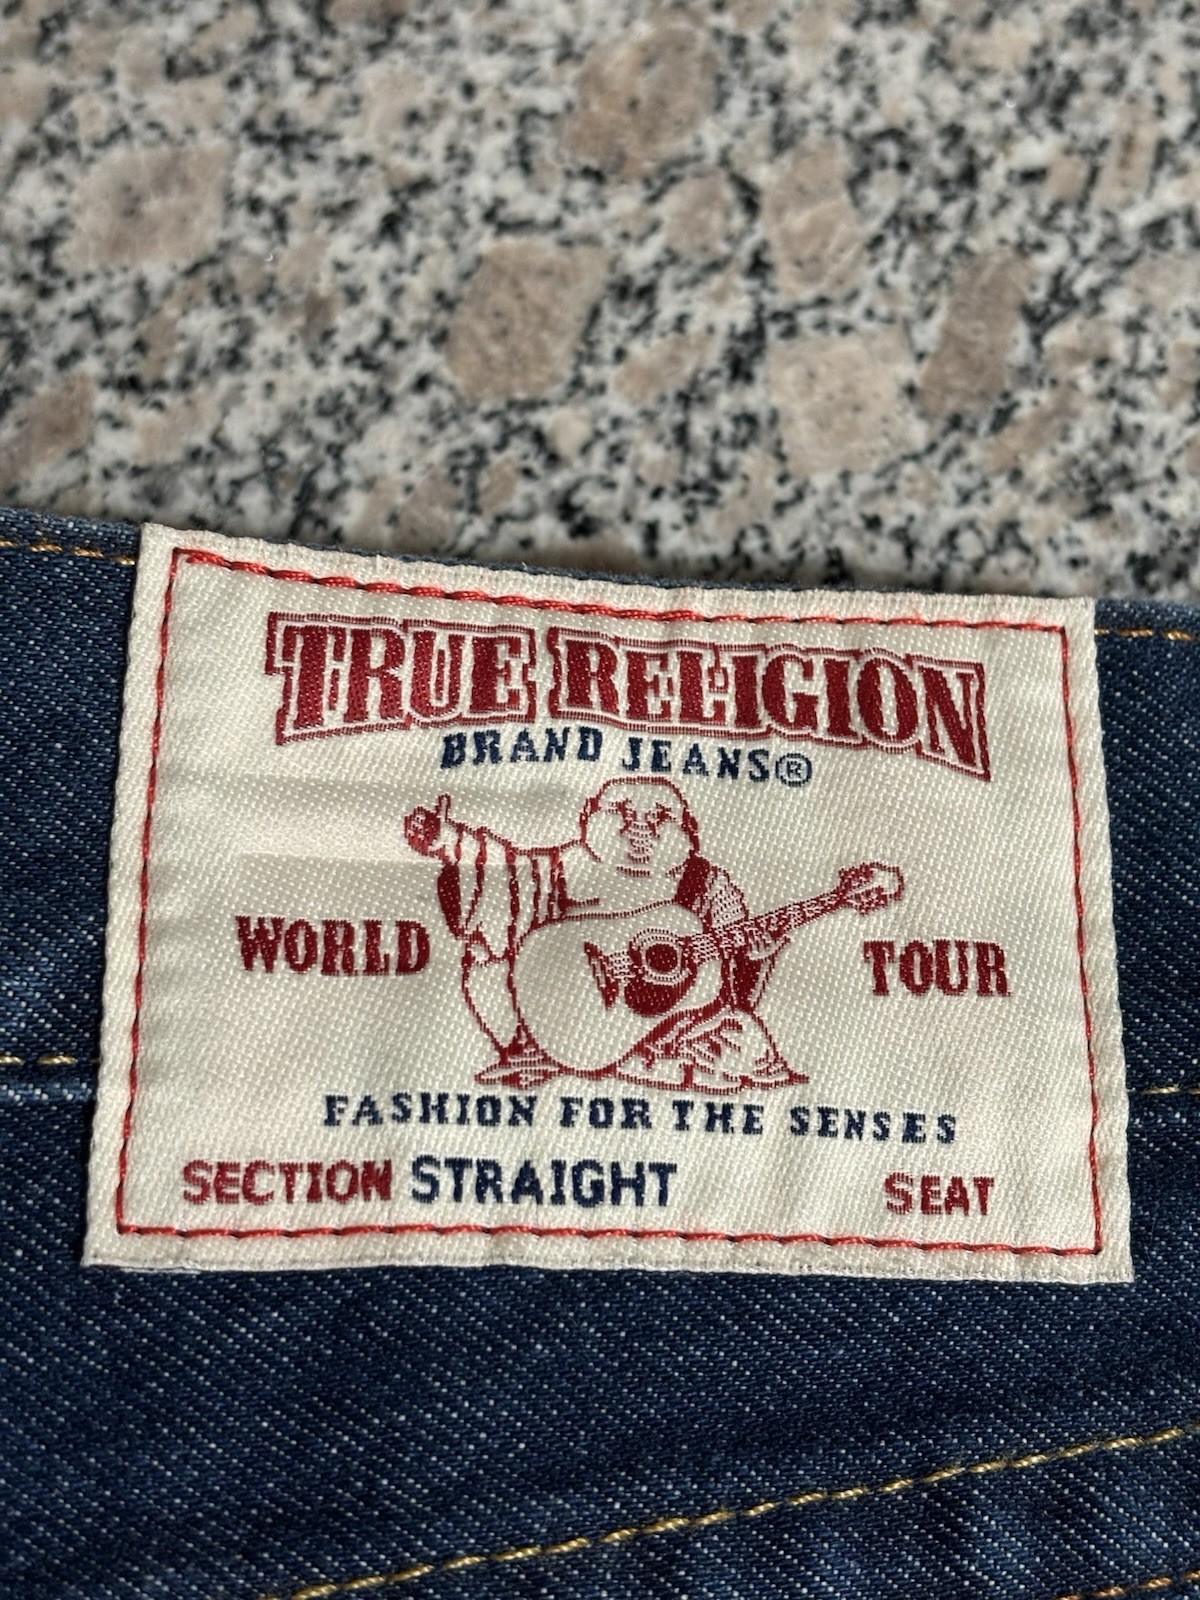 TRUE RELIGION
BRAND JEANS®
WORLD TOUR
FASHION FOR THE SENSES
SECTION STRAIGHT SEAT